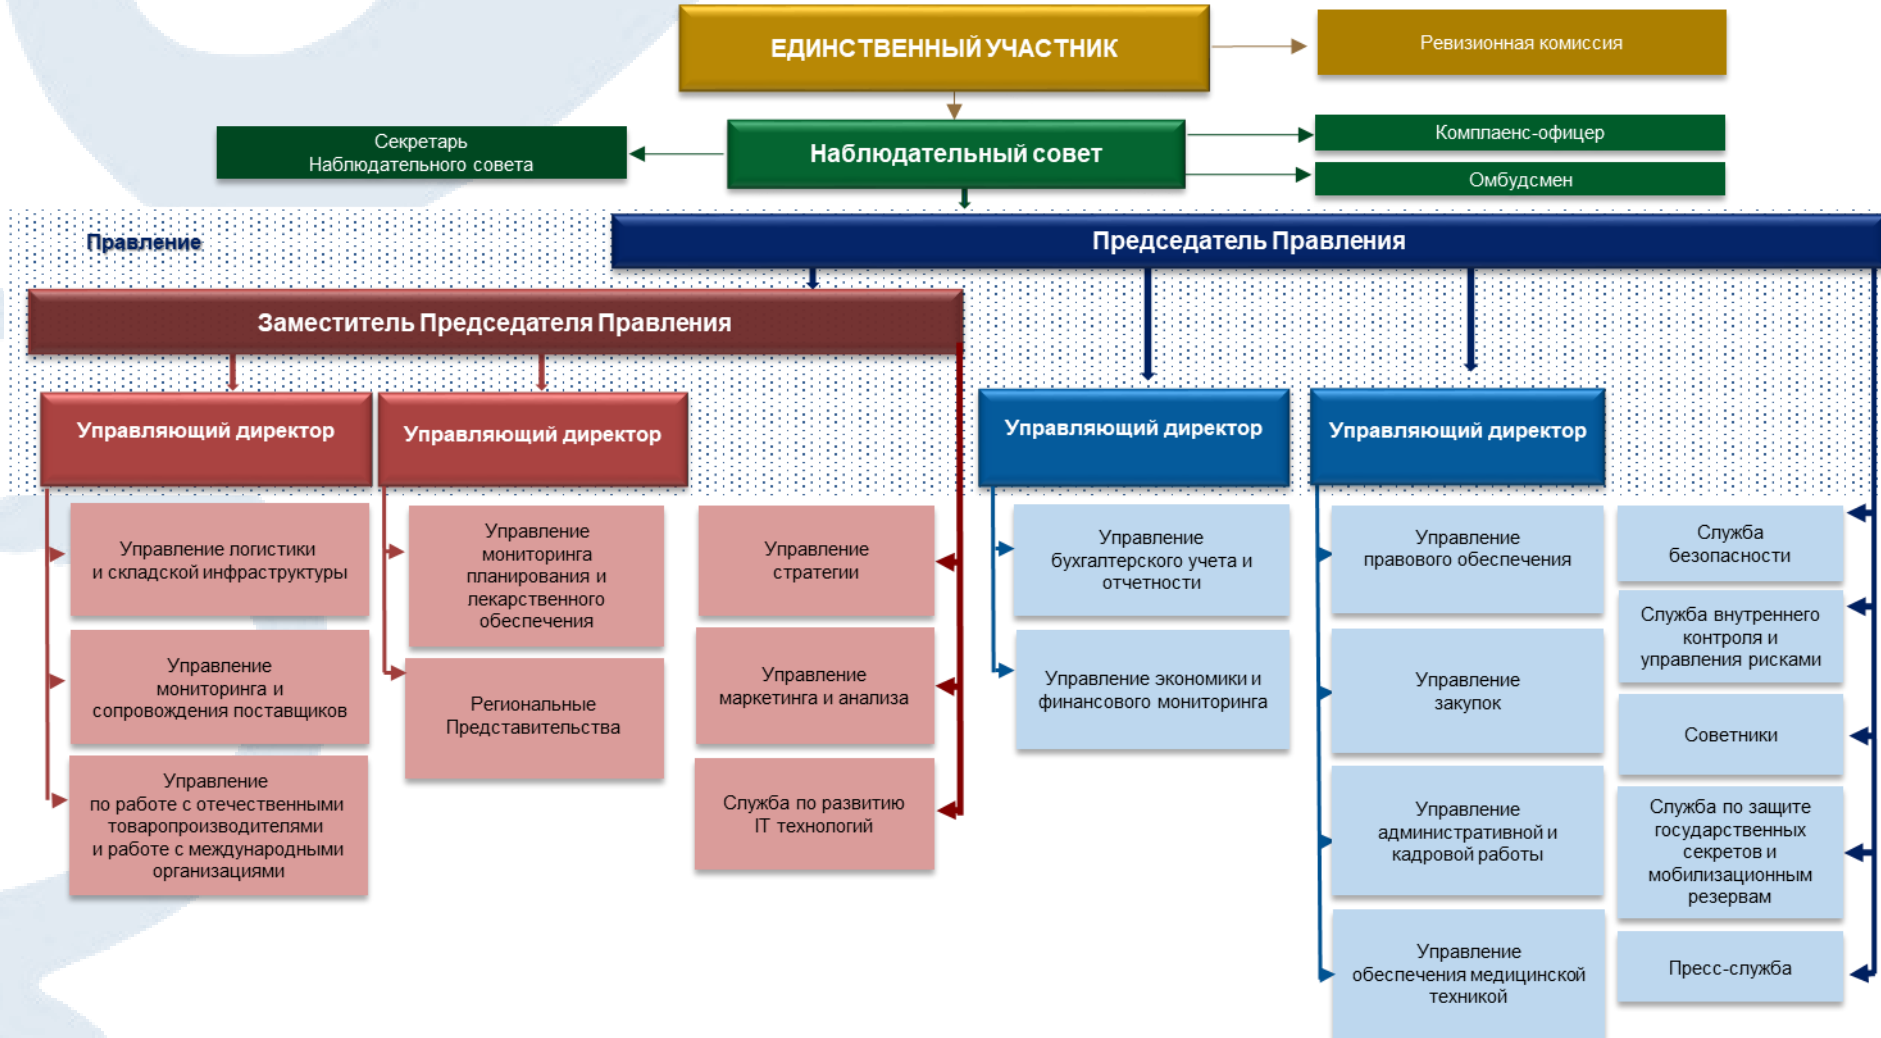 ЕДИНСТВЕННЫЙ УЧАСТНИК
Ревизионная комиссия
Секретарь
Наблюдательного совета
Наблюдательный совет
Комплаенс-офицер
Омбудсмен
Правление
Председатель Правления
Заместитель Председателя Правления
Управляющий директор
Управляющий директор
Управляющий директор
Управляющий директор
Управление логистики
и складской инфраструктуры
Управление
мониторинга и
сопровождения поставщиков
Управление
по работе с отечественными
товаропроизводителями
и работе с международными
организациями
Управление
мониторинга
планирования и
лекарственного
обеспечения
Региональные
Представительства
Управление
стратегии
Управление
маркетинга и анализа
Служба по развитию
IT технологий
Управление
бухгалтерского учета и
отчетности
Управление экономики и
финансового мониторинга
Управление
правового обеспечения
Управление
закупок
Управление
административной и
кадровой работы
Управление
обеспечения медицинской
техникой
Служба
безопасности
Служба внутреннего
контроля и
управления рисками
Советники
Служба по защите
государственных
секретов и
мобилизационным
резервам
Пресс-служба